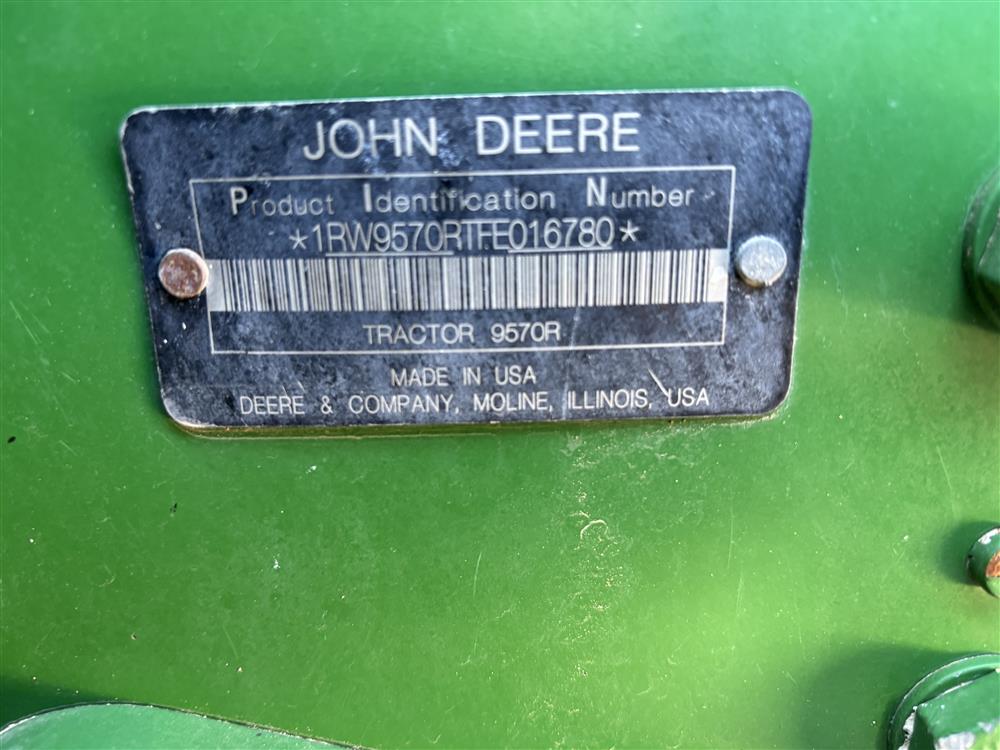 JOHN DEERE
Product Identification Number
*1RW9570RTFE016780*
TRACTOR 9570R
MADE IN USA
DEERE & COMPANY, MOLINE, ILLINOIS, USA